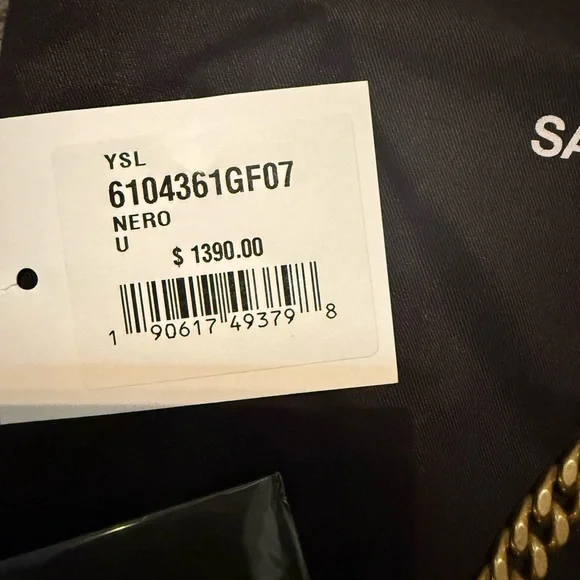 YSL
6104361GF07
NERO
U
$ 1390.00
1 90617 49379 8
SA